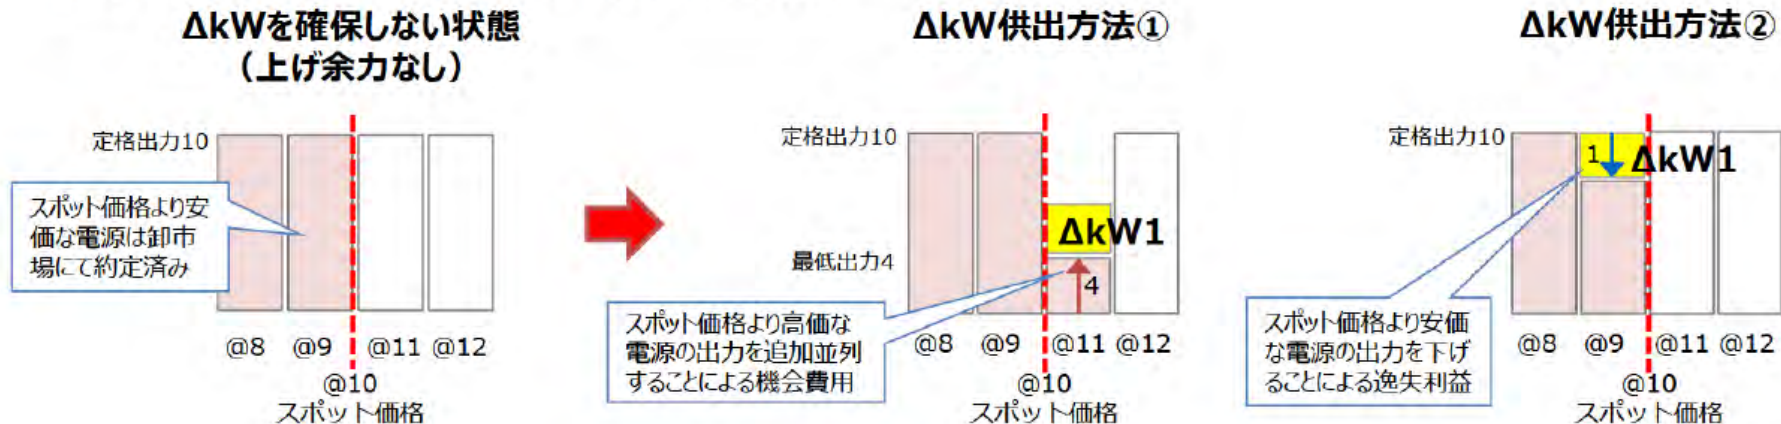 ΔkWを確保しない状態
（上げ余力なし）
定格出力10
スポット価格より安
価な電源は卸市
場にて約定済み
@8
@9
@11
@12
@10
スポット価格
ΔkW供出方法①
定格出力10
ΔkW1
最低出力4
4
スポット価格より高価な
電源の出力を追加並列
することによる機会費用
@8
@9
@11
@12
@10
スポット価格
ΔkW供出方法②
定格出力10
1
ΔkW1
スポット価格より安価
な電源の出力を下げ
ることによる逸失利益
@8
@9
@11
@12
@10
スポット価格